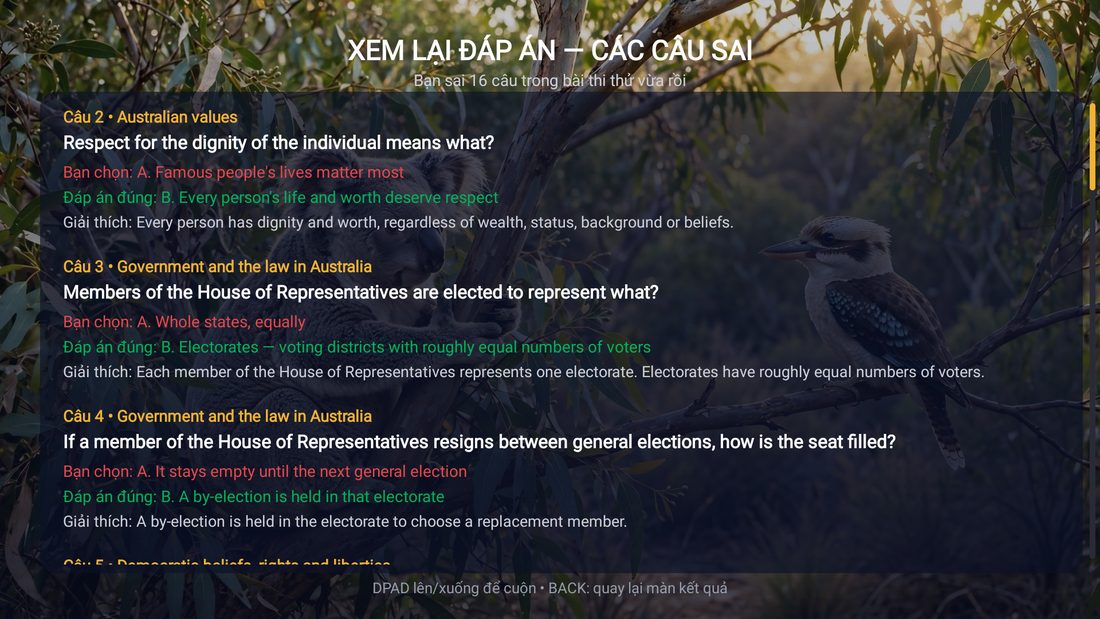 XEM LẠI ĐÁP ÁN — CÁC CÂU SAI
Bạn sai 16 câu trong bài thi thử vừa rồi
Câu 2 • Australian values
Respect for the dignity of the individual means what?
Bạn chọn: A. Famous people's lives matter most
Đáp án đúng: B. Every person's life and worth deserve respect
Giải thích: Every person has dignity and worth, regardless of wealth, status, background or beliefs.
Câu 3 • Government and the law in Australia
Members of the House of Representatives are elected to represent what?
Bạn chọn: A. Whole states, equally
Đáp án đúng: B. Electorates — voting districts with roughly equal numbers of voters
Giải thích: Each member of the House of Representatives represents one electorate. Electorates have roughly equal numbers of voters.
Câu 4 • Government and the law in Australia
If a member of the House of Representatives resigns between general elections, how is the seat filled?
Bạn chọn: A. It stays empty until the next general election
Đáp án đúng: B. A by-election is held in that electorate
Giải thích: A by-election is held in the electorate to choose a replacement member.
Câu 5 • Democratic beliefs, rights and liberties
DPAD lên/xuống để cuộn • BACK: quay lại màn kết quả